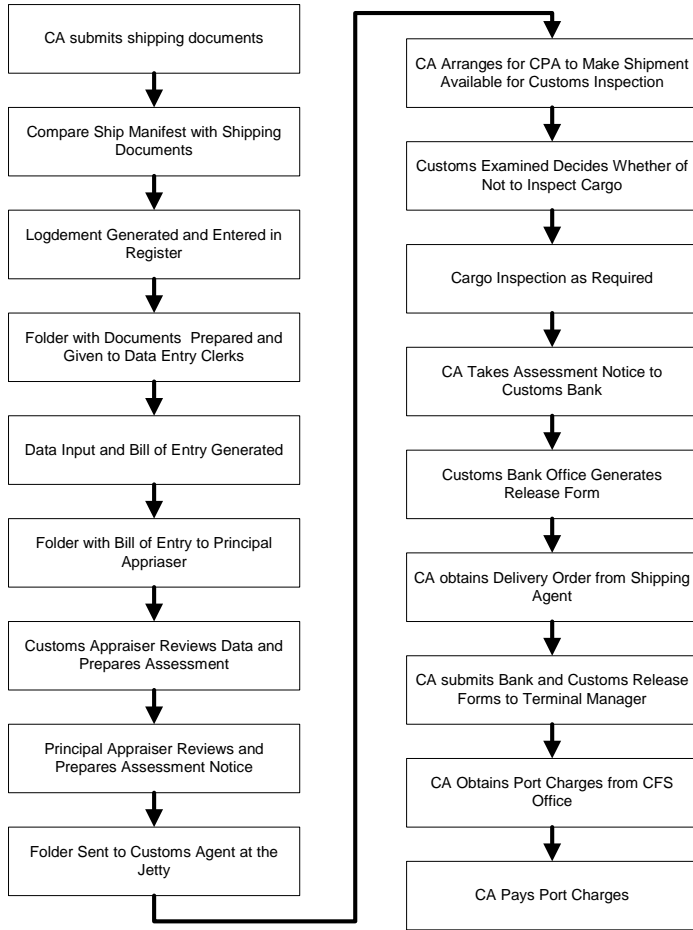 CA submits shipping documents
Compare Ship Manifest with Shipping
Documents
Logdement Generated and Entered in
Register
Folder with Documents  Prepared and
Given to Data Entry Clerks
Data Input and Bill of Entry Generated
Folder with Bill of Entry to Principal
Appriaser
Customs Appraiser Reviews Data and
Prepares Assessment
Principal Appraiser Reviews and
Prepares Assessment Notice
Folder Sent to Customs Agent at the
Jetty
CA Arranges for CPA to Make Shipment
Available for Customs Inspection
Customs Examined Decides Whether of
Not to Inspect Cargo
Cargo Inspection as Required
CA Takes Assessment Notice to
Customs Bank
Customs Bank Office Generates
Release Form
CA obtains Delivery Order from Shipping
Agent
CA submits Bank and Customs Release
Forms to Terminal Manager
CA Obtains Port Charges from CFS
Office
CA Pays Port Charges